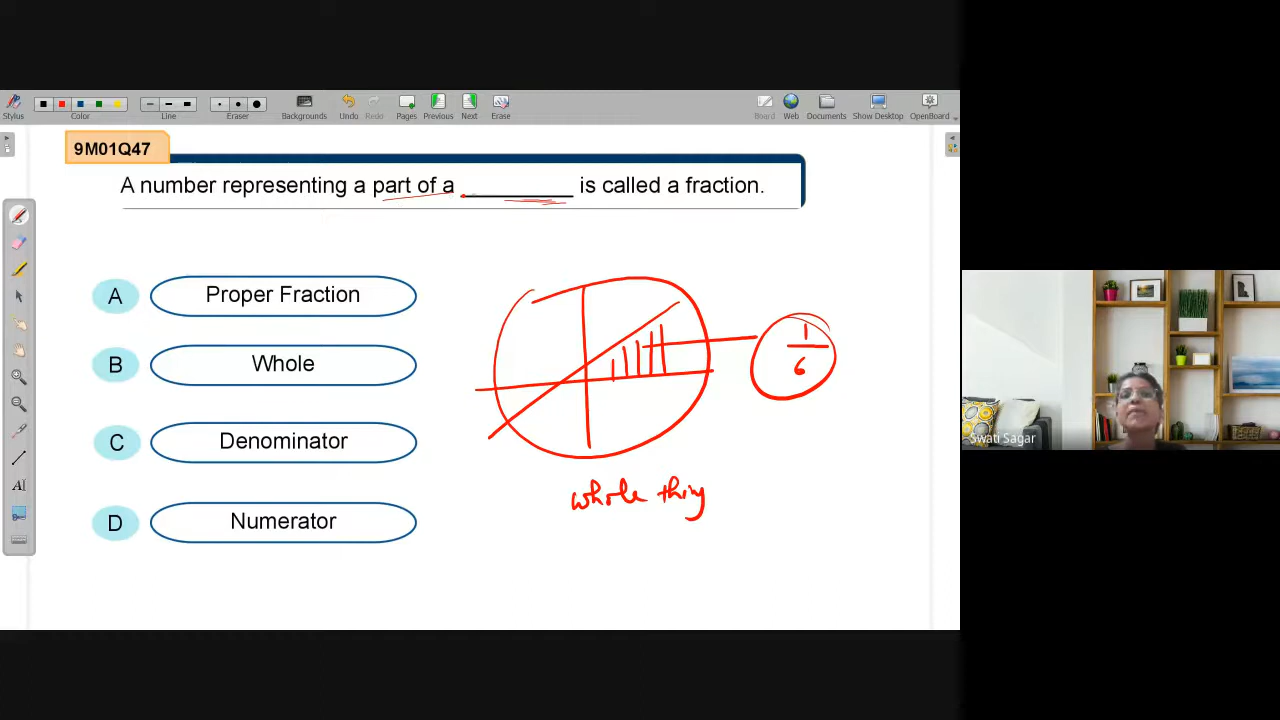 Stylus
Color
Line
Eraser
Backgrounds
Undo
Redo
Pages
Previous
Next
Erase
Board
Web
Documents
Show Desktop
OpenBoard
9M01Q47
A number representing a part of a __________ is called a fraction.
A Proper Fraction
B Whole
C Denominator
D Numerator
1
6
whole thing
Swati Sagar